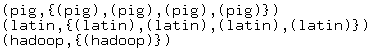 (pig,{(pig),(pig),(pig),(pig)})
(latin,{(latin),(latin),(latin),(latin)})
(hadoop,{(hadoop)})